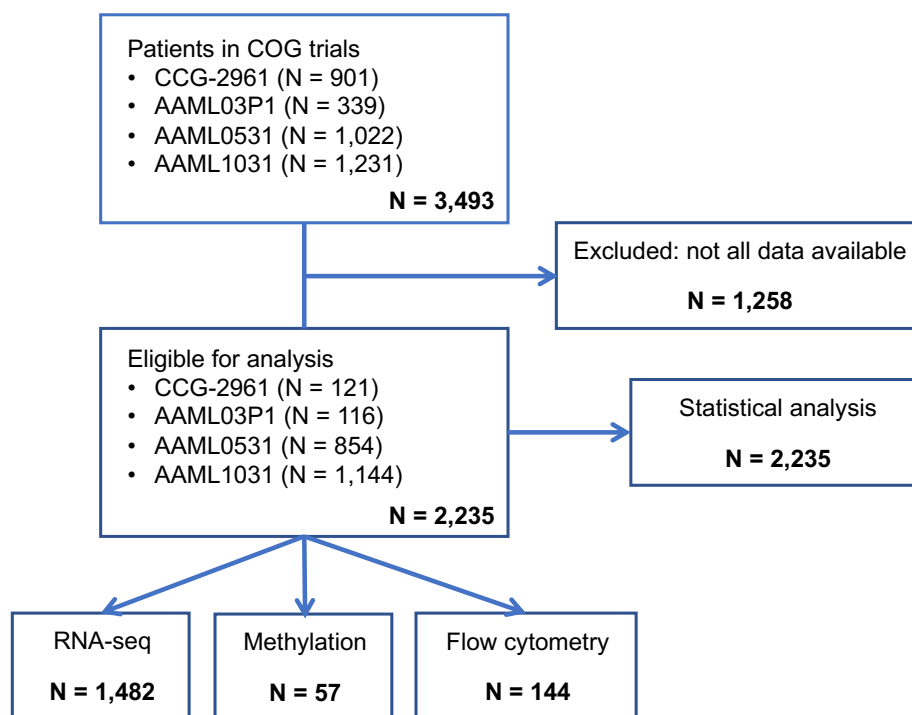 Patients in COG trials
• CCG-2961 (N = 901)
• AAML03P1 (N = 339)
• AAML0531 (N = 1,022)
• AAML1031 (N = 1,231)
N = 3,493
Excluded: not all data available
N = 1,258
Eligible for analysis
• CCG-2961 (N = 121)
• AAML03P1 (N = 116)
• AAML0531 (N = 854)
• AAML1031 (N = 1,144)
N = 2,235
Statistical analysis
N = 2,235
RNA-seq
N = 1,482
Methylation
N = 57
Flow cytometry
N = 144